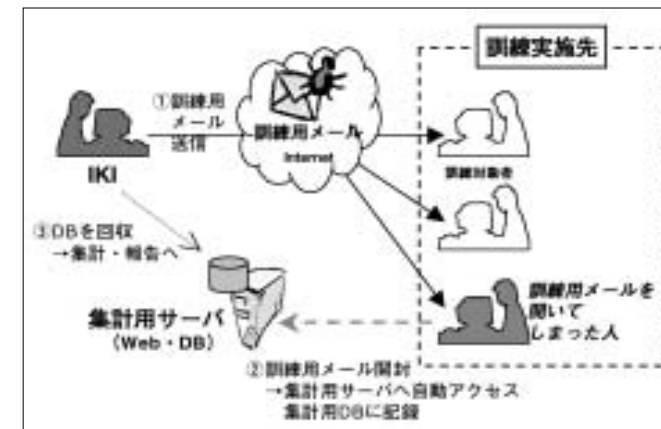 訓練実施先
①訓練用
メール
送信
訓練用メール
Internet
IKI
訓練対象者
③DBを回収
→集計・報告へ
訓練用メールを
開いて
しまった人
集計用サーバ
(Web・DB)
②訓練用メール開封
→集計用サーバへ自動アクセス
集計用DBに記録